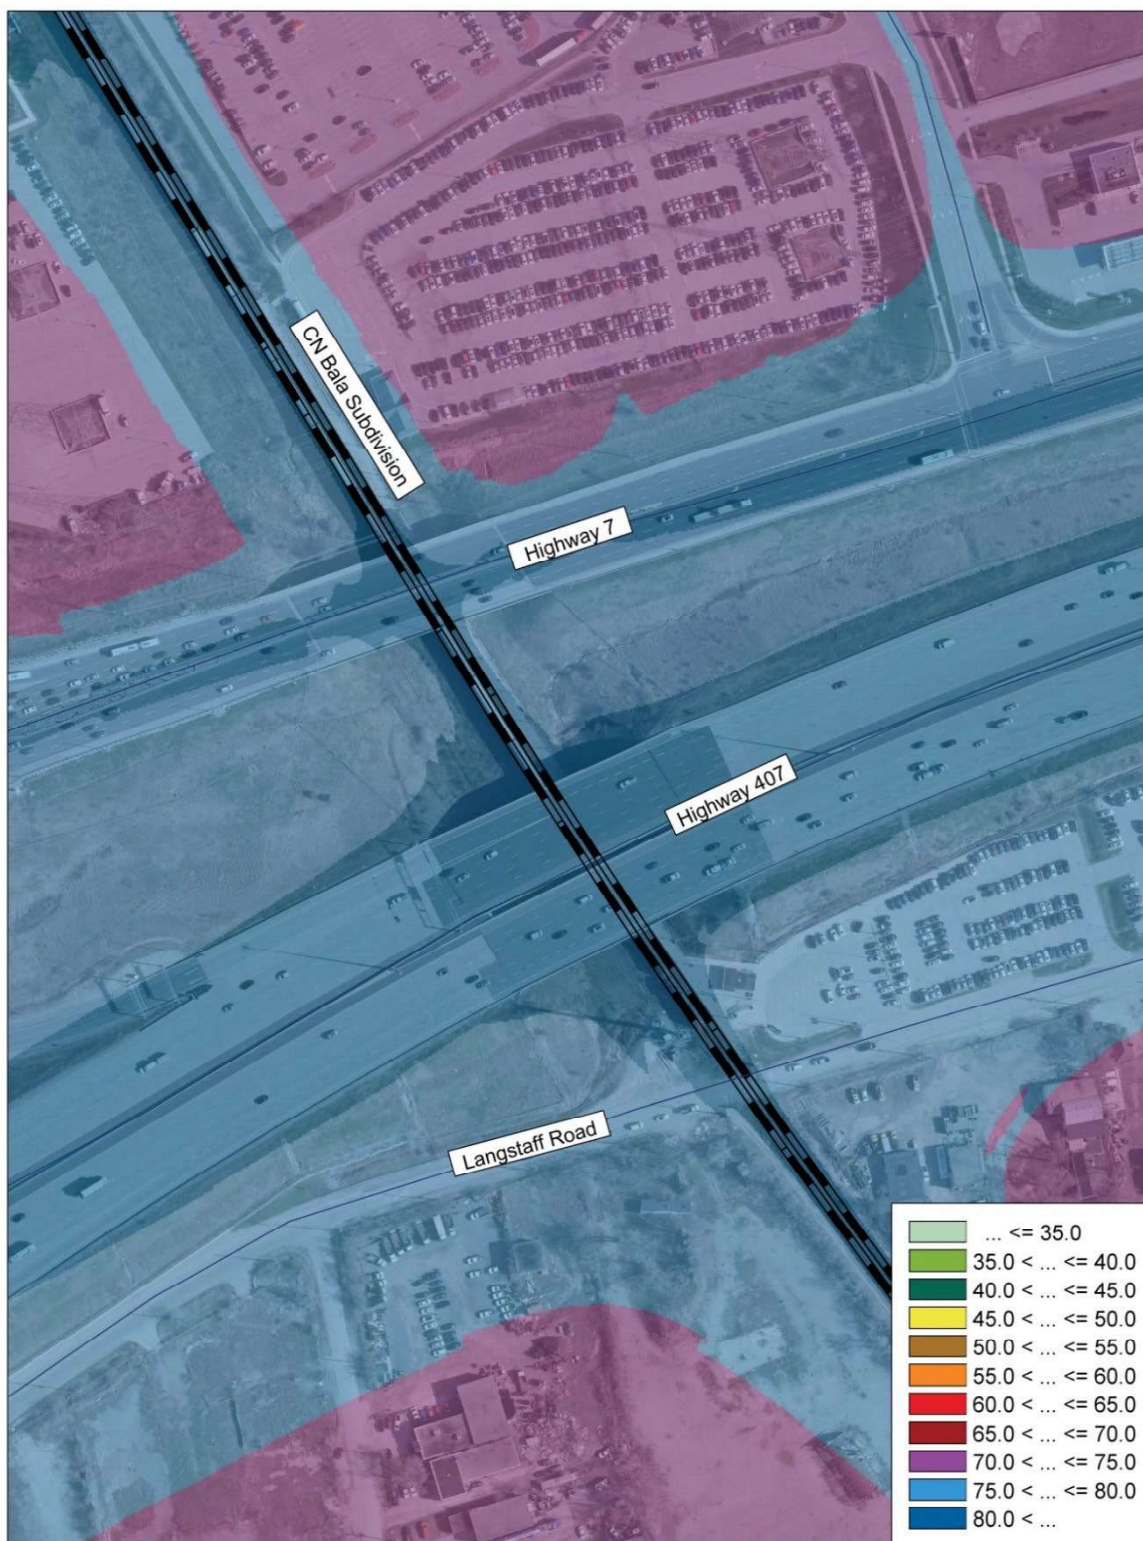 CN Bala Subdivision
Highway 7
Highway 407
Langstaff Road
... <= 35.0
35.0 < ... <= 40.0
40.0 < ... <= 45.0
45.0 < ... <= 50.0
50.0 < ... <= 55.0
55.0 < ... <= 60.0
60.0 < ... <= 65.0
65.0 < ... <= 70.0
70.0 < ... <= 75.0
75.0 < ... <= 80.0
80.0 < ...